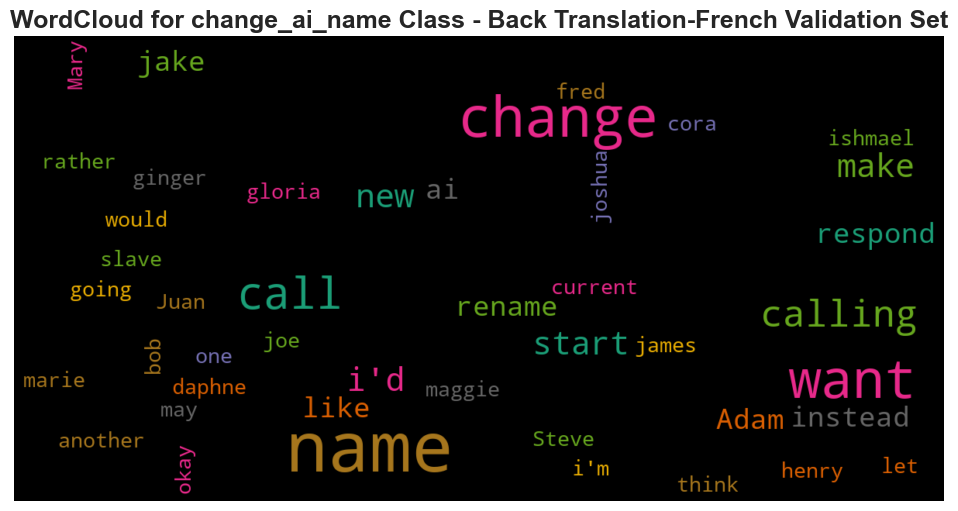 WordCloud for change_ai_name Class - Back Translation-French Validation Set
Mary
jake
fred
change
cora
ishmael
rather
make
ginger
joshua
gloria
new
ai
would
respond
slave
going
Juan
call
current
rename
calling
joe
start
james
bob
one
want
marie
daphne
i'd
maggie
may
like
Adam
instead
another
name
Steve
okay
i'm
henry
let
think